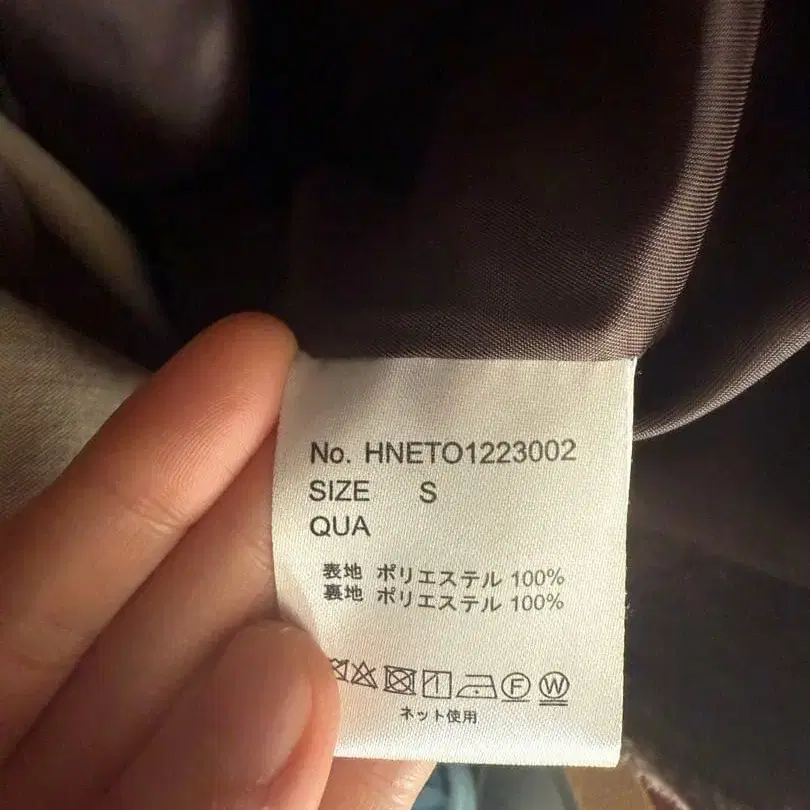 No. HNETO1223002
SIZE S
QUA
表地 ポリエステル 100%
裏地 ポリエステル 100%
F W
ネット使用